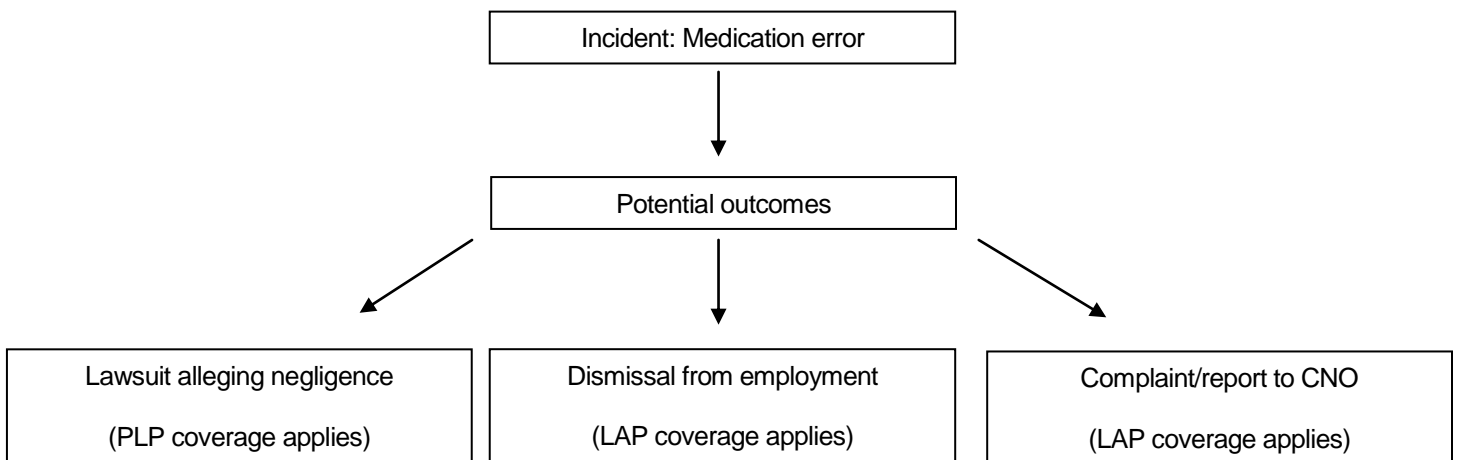 Incident: Medication error
Potential outcomes
Lawsuit alleging negligence
(PLP coverage applies)
Dismissal from employment
(LAP coverage applies)
Complaint/report to CNO
(LAP coverage applies)